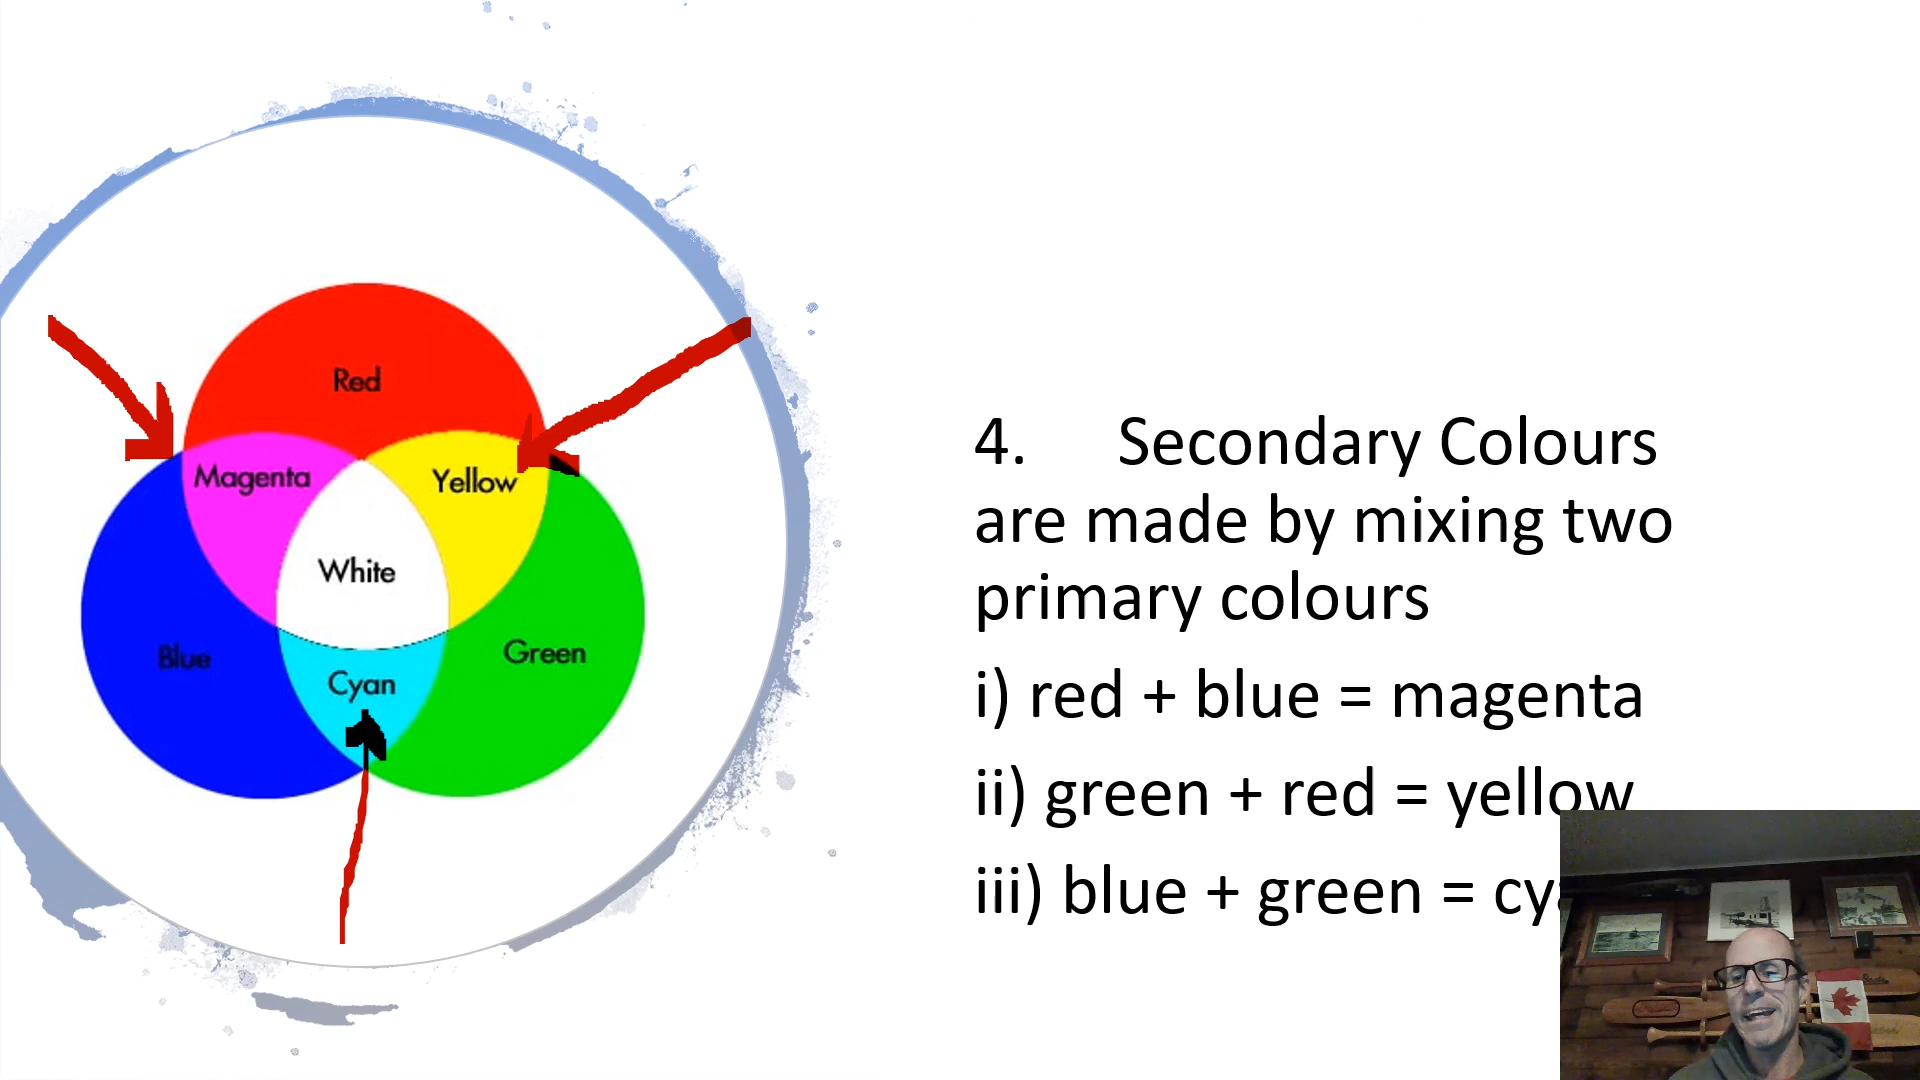 Red
Magenta
Yellow
White
Blue
Green
Cyan
4. Secondary Colours
are made by mixing two
primary colours
i) red + blue = magenta
ii) green + red = yellow
iii) blue + green =